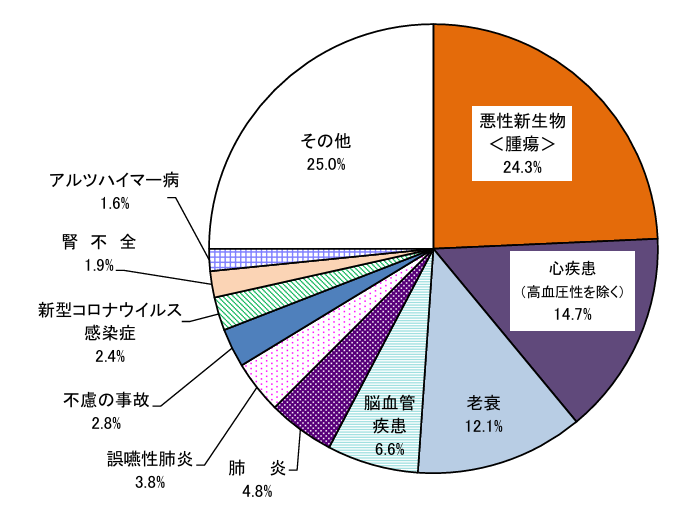 悪性新生物
＜腫瘍＞
24.3%
心疾患
（高血圧性を除く）
14.7%
老衰
12.1%
脳血管
疾患
6.6%
肺　炎
4.8%
誤嚥性肺炎
3.8%
不慮の事故
2.8%
新型コロナウイルス
感染症
2.4%
腎 不 全
1.9%
アルツハイマー病
1.6%
その他
25.0%